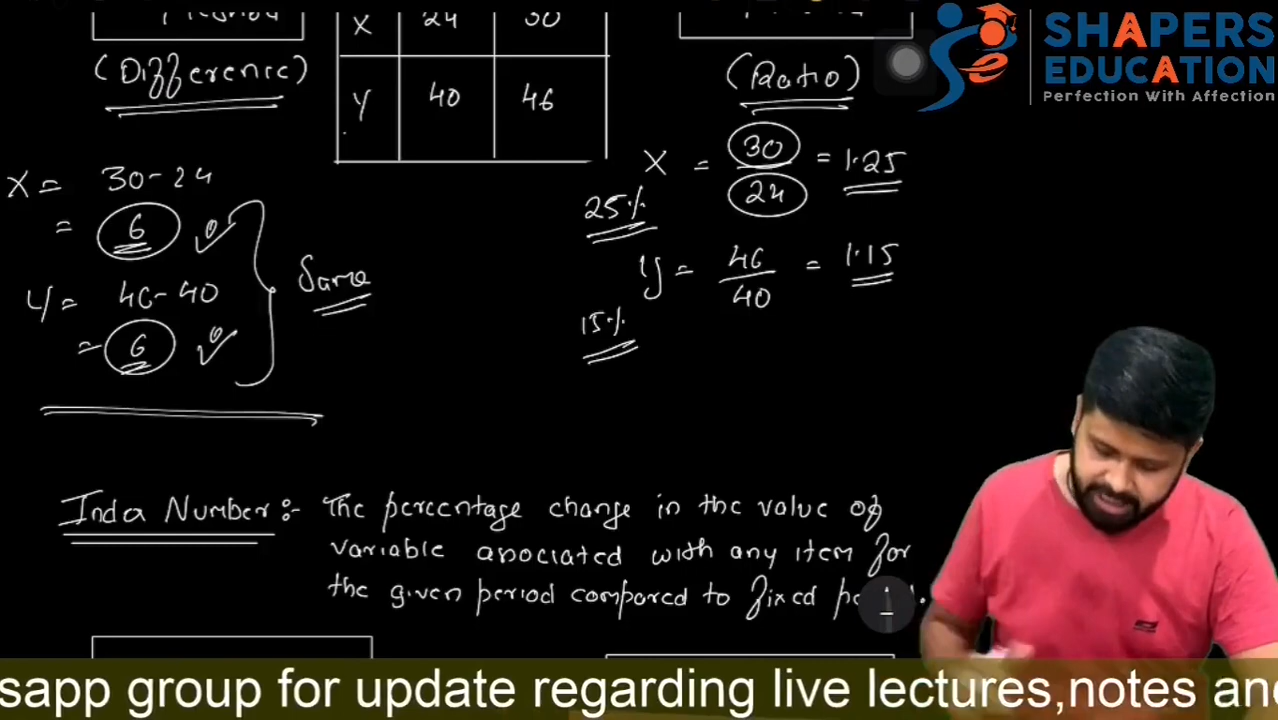 X 24 30
(Difference)
(Ratio)
y 40 46
SHAPERS
EDUCATION
Perfection With Affection
X = 30-24
= 6
y = 46-40
= 6
Same
X = 30/24 = 1.25
25%
y = 46/40 = 1.15
15%
Index Number :- The percentage change in the value of
variable associated with any item for
the given period compared to fixed
sapp group for update regarding live lectures,notes and